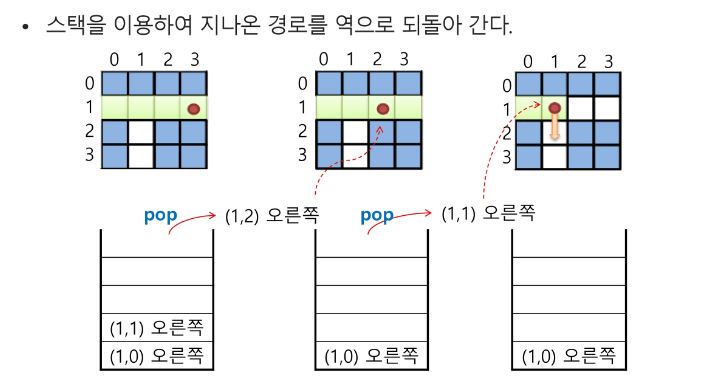 • 스택을 이용하여 지나온 경로를 역으로 되돌아 간다.
0 1 2 3
0
1
2
3
0 1 2 3
0
1
2
3
0 1 2 3
0
1
2
3
pop
(1,2) 오른쪽
pop
(1,1) 오른쪽
(1,1) 오른쪽
(1,0) 오른쪽
(1,0) 오른쪽
(1,0) 오른쪽